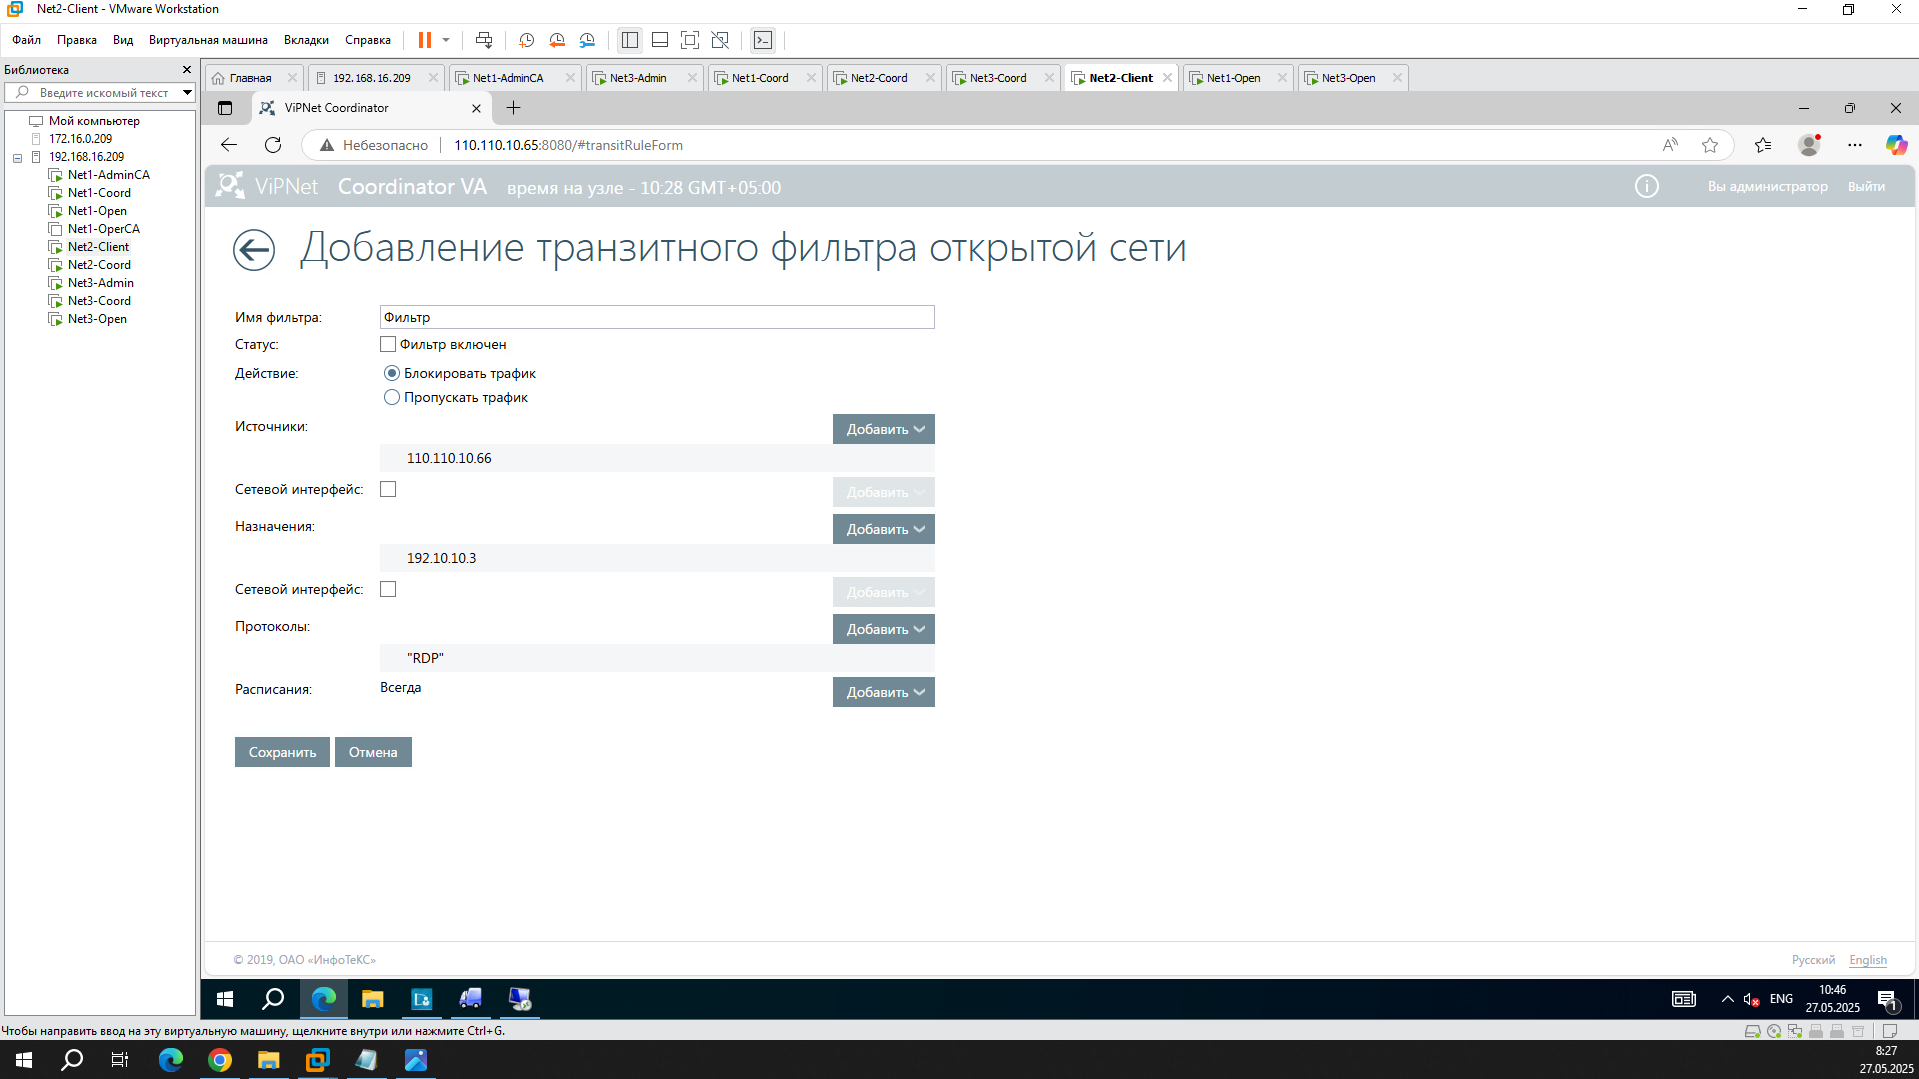 Net2-Client - VMware Workstation
Файл Правка Вид Виртуальная машина Вкладки Справка
Библиотека
Введите искомый текст
Мой компьютер
172.16.0.209
192.168.16.209
Net1-AdminCA
Net1-Coord
Net1-Open
Net1-OperCA
Net2-Client
Net2-Coord
Net3-Admin
Net3-Coord
Net3-Open
Главная 192.168.16.209 Net1-AdminCA Net3-Admin Net1-Coord Net2-Coord Net3-Coord Net2-Client Net1-Open Net3-Open
ViPNet Coordinator
Небезопасно 110.110.10.65:8080/#transitRuleForm
ViPNet Coordinator VA время на узле - 10:28 GMT+05:00 Вы администратор Выйти
Добавление транзитного фильтра открытой сети
Имя фильтра: Фильтр
Статус: Фильтр включен
Действие: Блокировать трафик
Пропускать трафик
Источники: Добавить
110.110.10.66
Сетевой интерфейс: Добавить
Назначения: Добавить
192.10.10.3
Сетевой интерфейс: Добавить
Протоколы: Добавить
"RDP"
Расписания: Всегда Добавить
Сохранить Отмена
© 2019, ОАО «ИнфоТеКС» Русский English
ENG 10:46
27.05.2025 1
Чтобы направить ввод на эту виртуальную машину, щелкните внутри или нажмите Ctrl+G.
8:27
27.05.2025